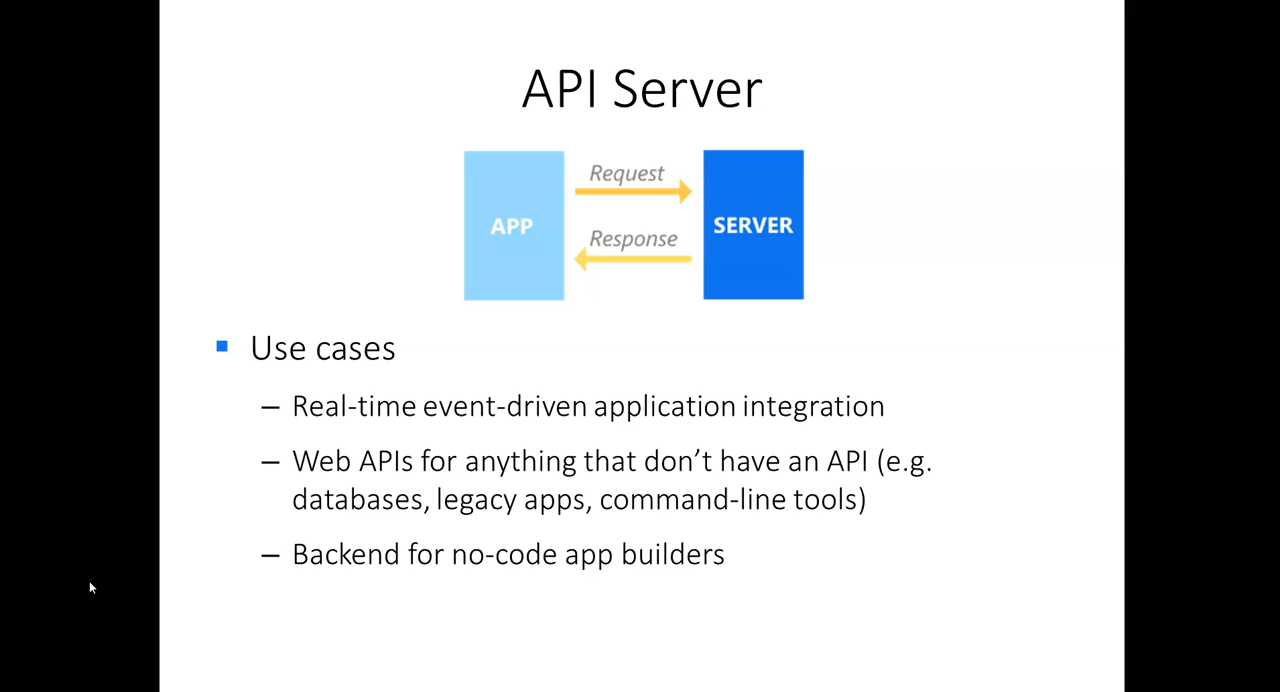 API Server
Request
APP
SERVER
Response
▪ Use cases
– Real-time event-driven application integration
– Web APIs for anything that don’t have an API (e.g.
databases, legacy apps, command-line tools)
– Backend for no-code app builders